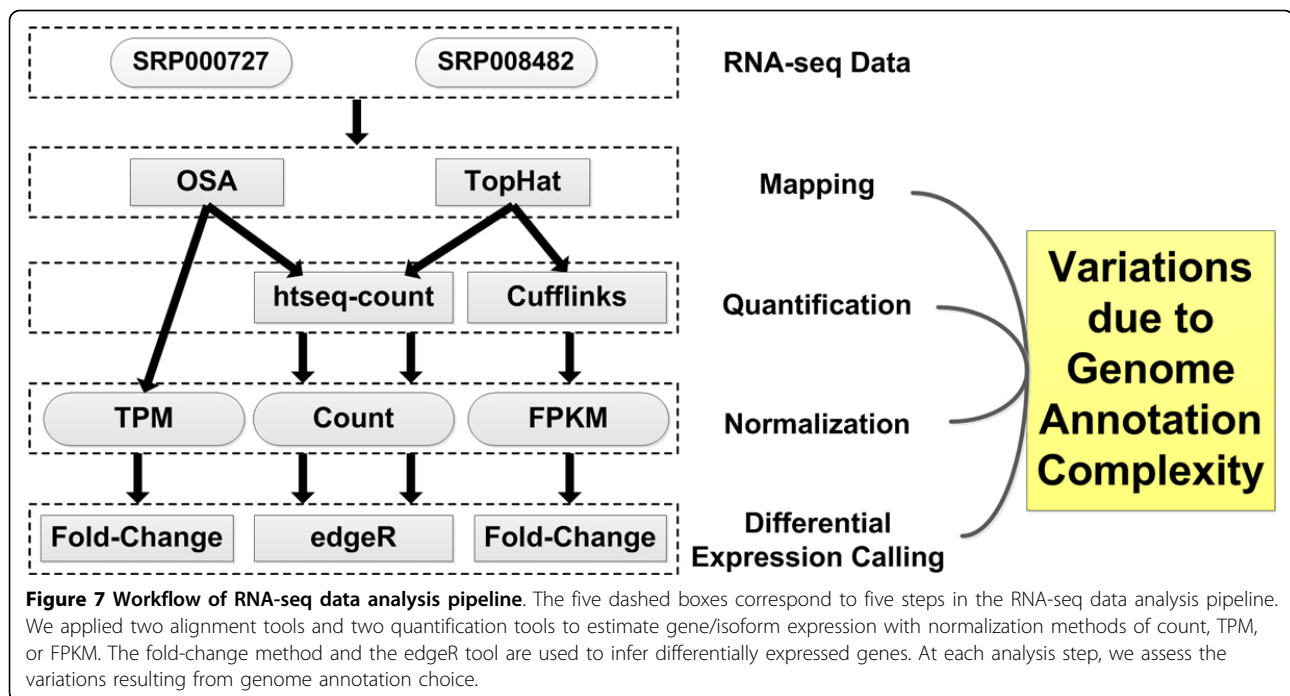 SRP000727 SRP008482 RNA-seq Data
OSA TopHat Mapping
htseq-count Cufflinks Quantification
TPM Count FPKM Normalization
Fold-Change edgeR Fold-Change Differential
Expression Calling
Variations
due to
Genome
Annotation
Complexity
Figure 7 Workflow of RNA-seq data analysis pipeline. The five dashed boxes correspond to five steps in the RNA-seq data analysis pipeline.
We applied two alignment tools and two quantification tools to estimate gene/isoform expression with normalization methods of count, TPM,
or FPKM. The fold-change method and the edgeR tool are used to infer differentially expressed genes. At each analysis step, we assess the
variations resulting from genome annotation choice.